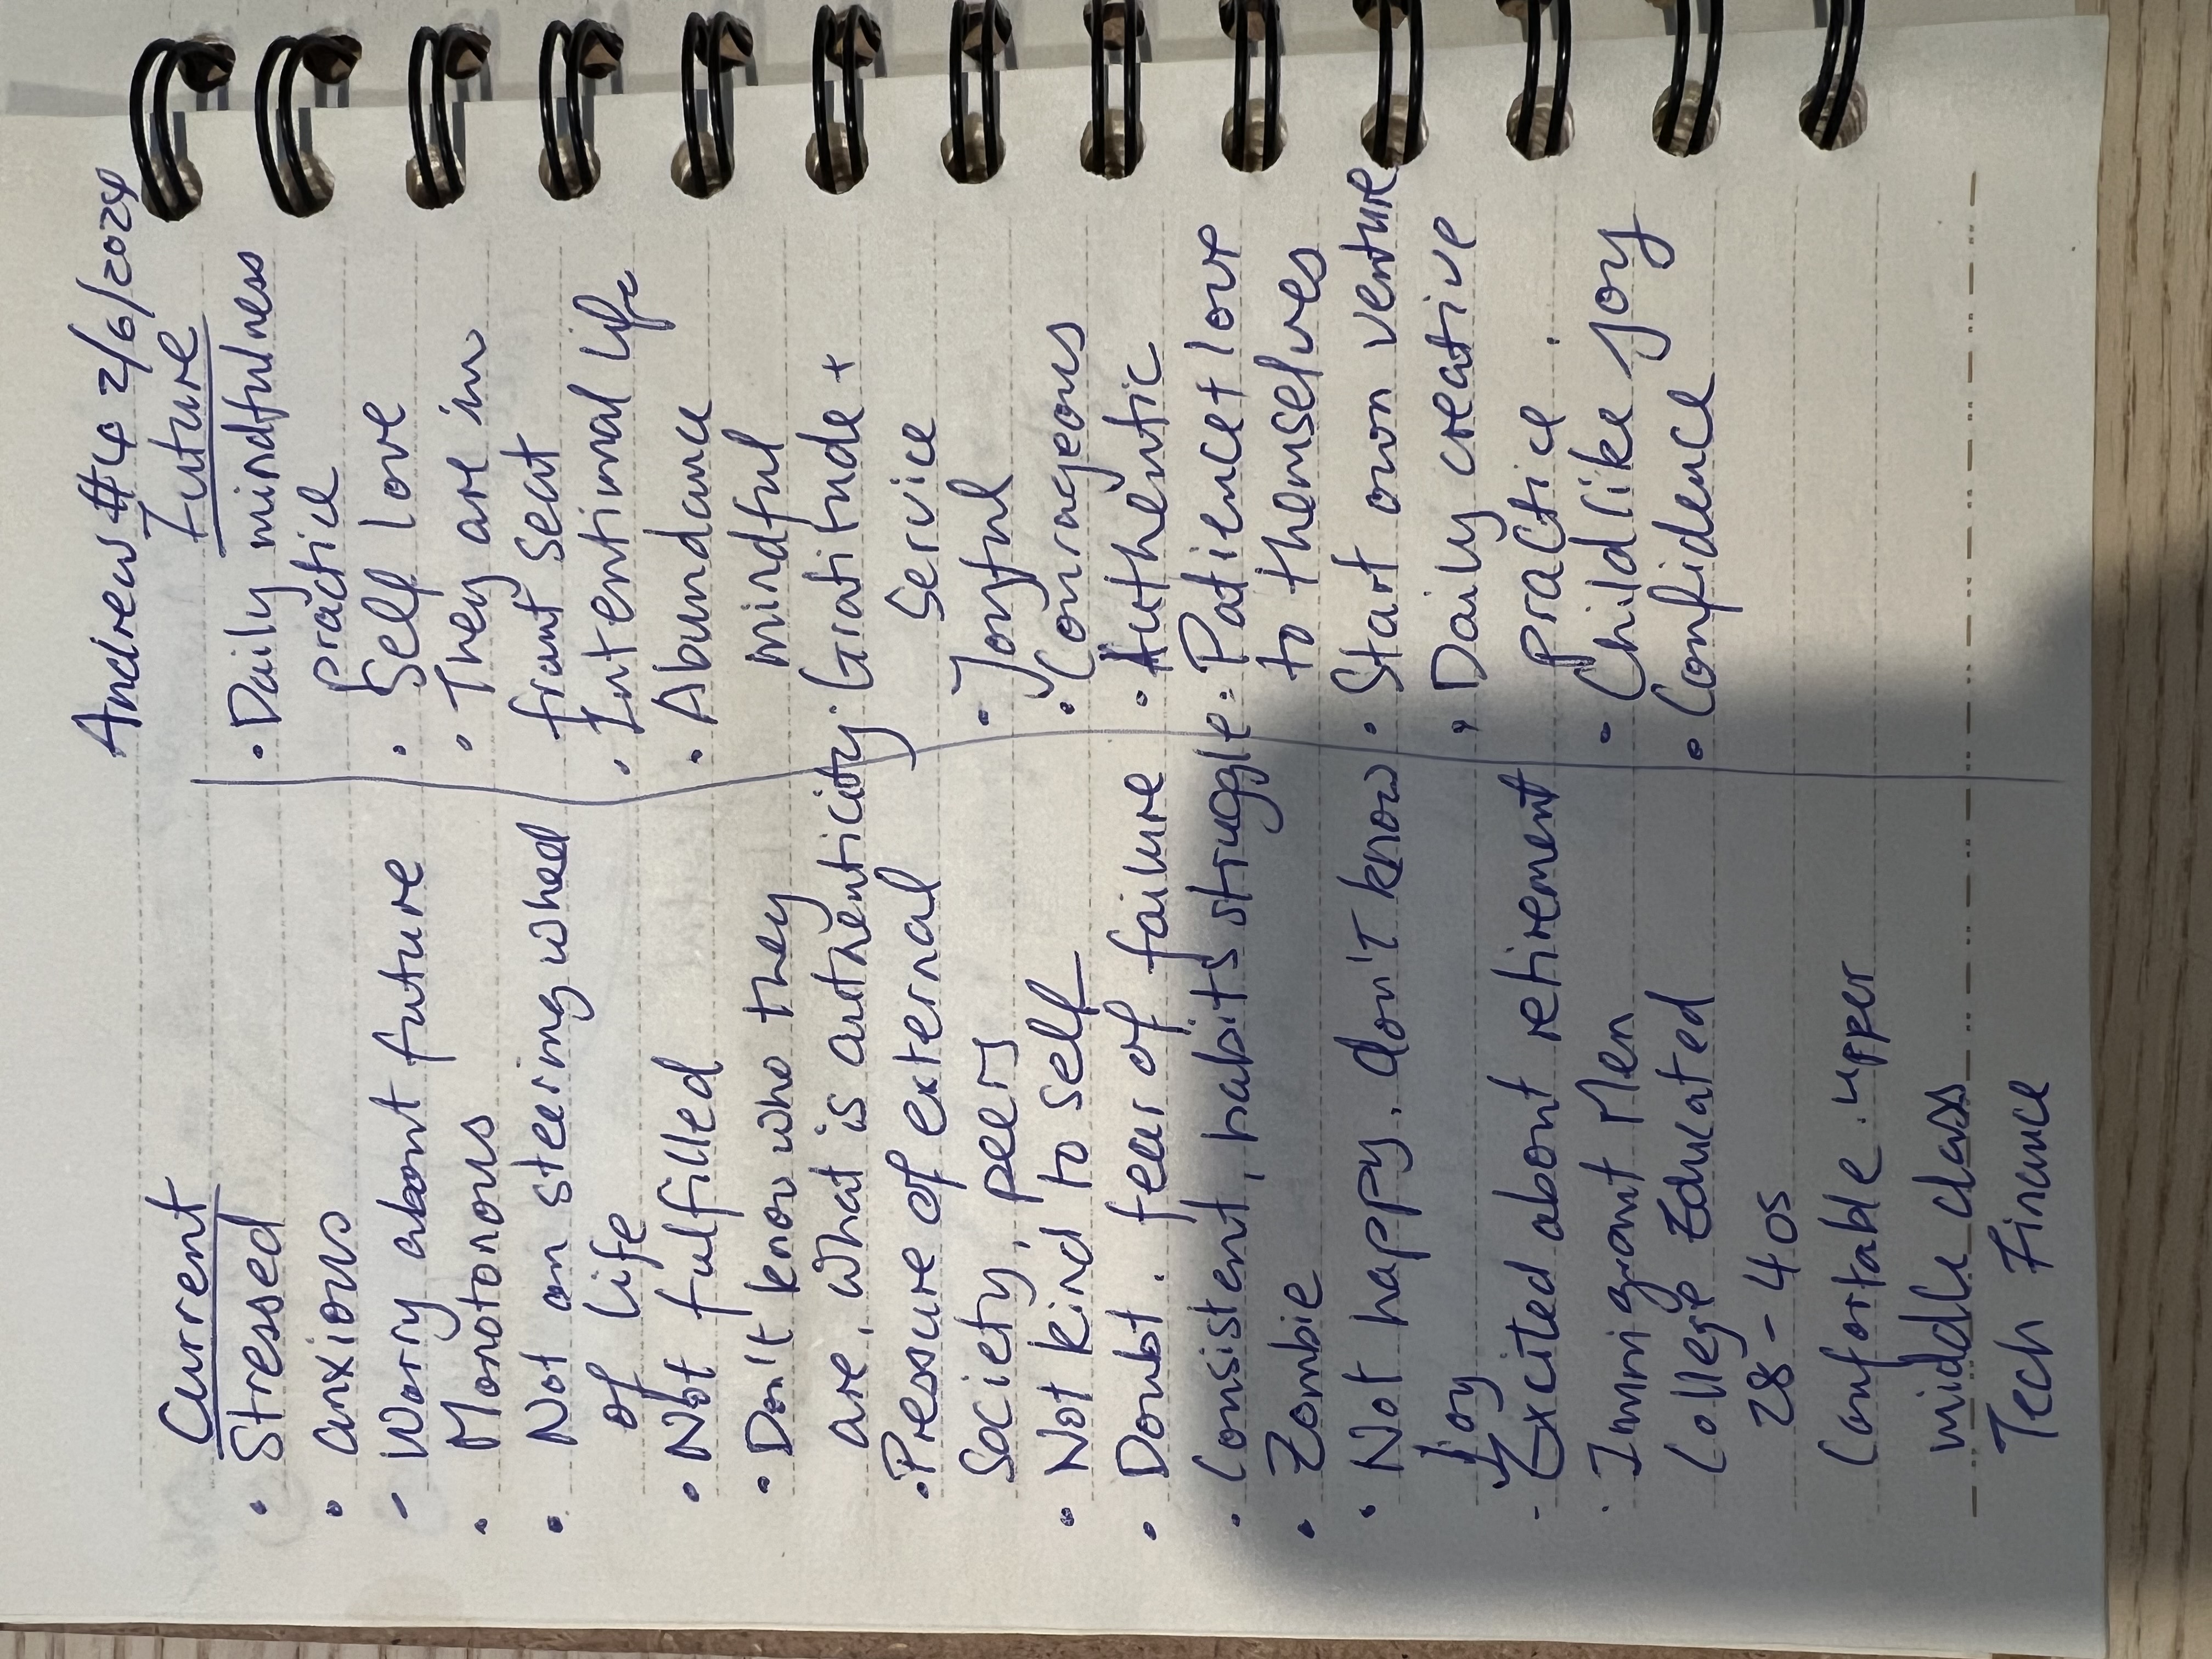 Andrew #4 2/6/2024
Current
• Stressed
• anxious
- Worry about future
• Monotonous
• Not on steering wheel
of life
• Not fulfilled
• Don't know who they
are, what is authenticity
• Pressure of external
Society, peers
• Not kind to self
• Doubt. fear of failure
• Consistent, habits struggle
• Zombie
• Not happy. don't know
Joy
- Excited about retirement
• Immigrant Men
College Educated
28-40s
Confortable. upper
middle class
Tech Finance
Future
• Daily mindfulness
practice
• Self love
• They are in
front seat
• Intentional life
• Abundance
mindful
• Gratitude +
Service
• Joyful
• Courageous
• Authentic
• Patience + love
to themselves
• Start own venture
• Daily creative
practice.
• Childlike joy
• Confidence